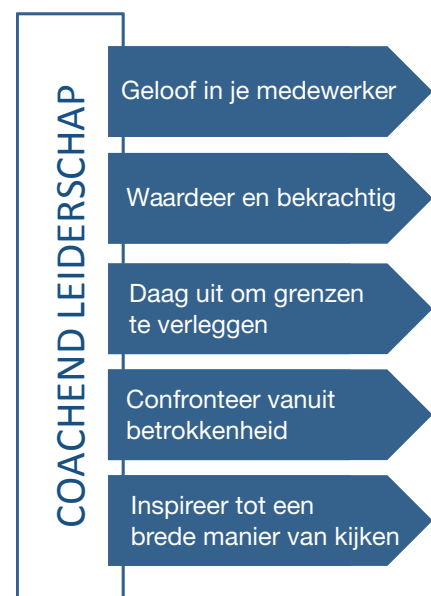 COACHEND LEIDERSCHAP
Geloof in je medewerker
Waardeer en bekrachtig
Daag uit om grenzen
te verleggen
Confronteer vanuit
betrokkenheid
Inspireer tot een
brede manier van kijken